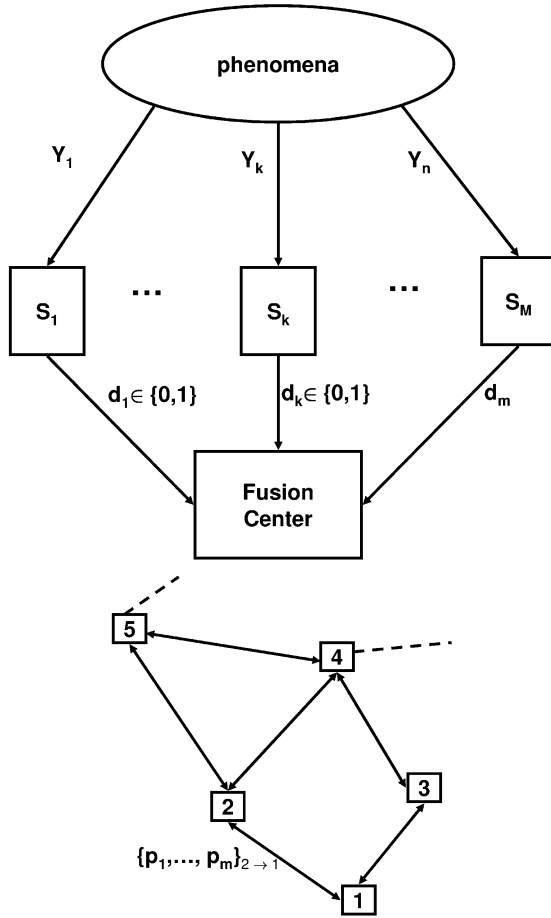 phenomena
Y1
Yk
Yn
...
...
S1
Sk
SM
d1∈ {0,1}
dk∈ {0,1}
dm
Fusion
Center
5
4
3
2
{p1,..., pm}2→1
1